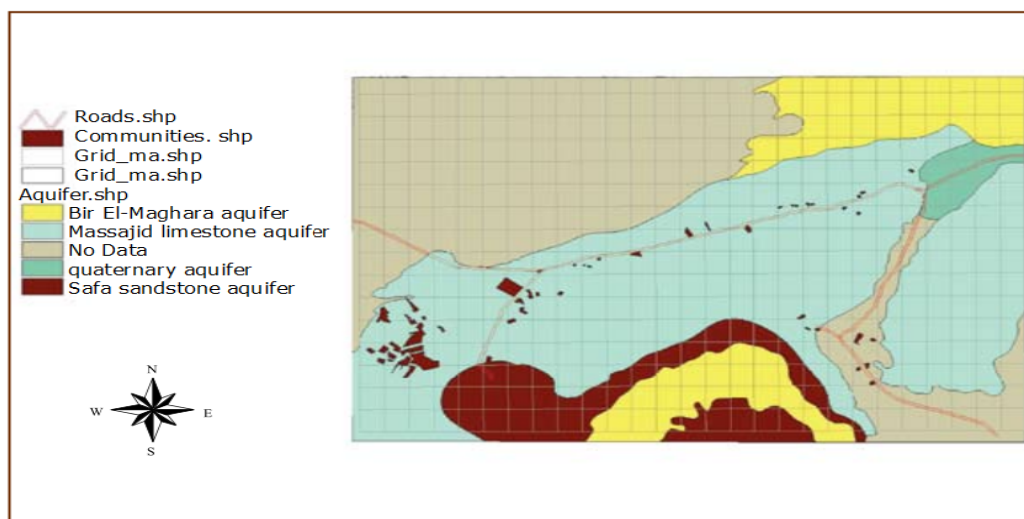 Roads.shp
Communities. shp
Grid_ma.shp
Grid_ma.shp
Aquifer.shp
Bir El-Maghara aquifer
Massajid limestone aquifer
No Data
quaternary aquifer
Safa sandstone aquifer
N
W E
S